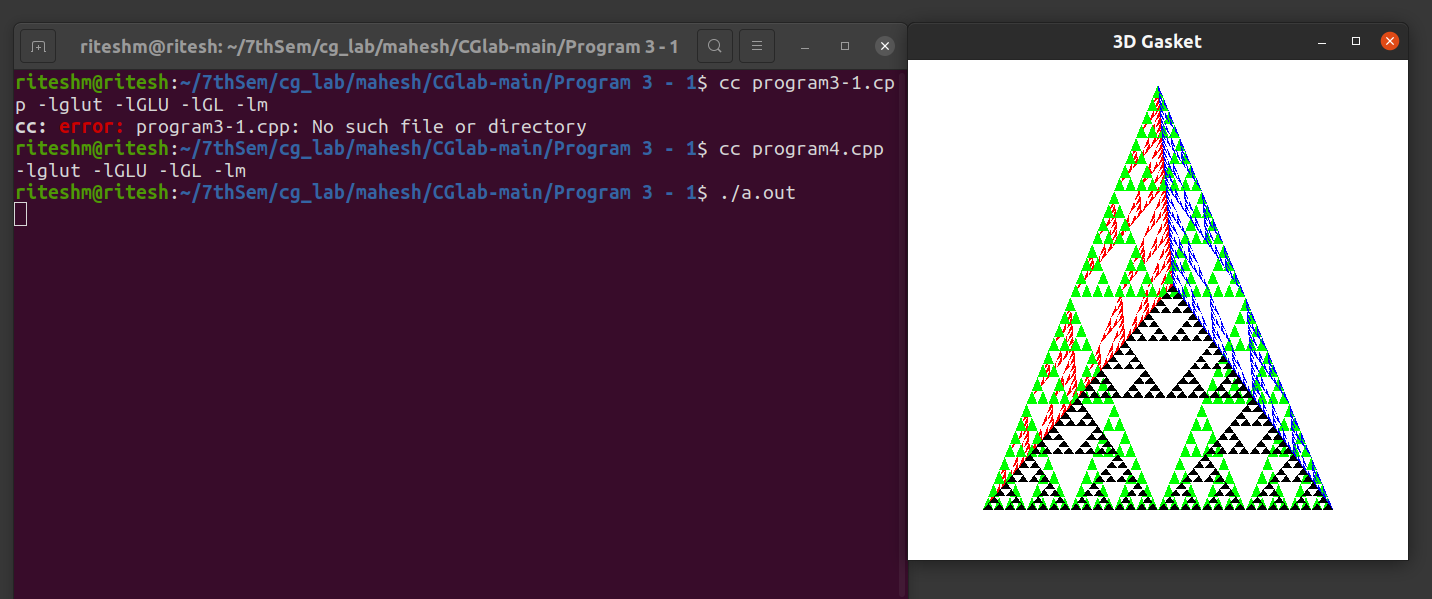 riteshm@ritesh: ~/7thSem/cg_lab/mahesh/CGlab-main/Program 3 - 1
riteshm@ritesh:~/7thSem/cg_lab/mahesh/CGlab-main/Program 3 - 1$ cc program3-1.cp
p -lglut -lGLU -lGL -lm
cc: error: program3-1.cpp: No such file or directory
riteshm@ritesh:~/7thSem/cg_lab/mahesh/CGlab-main/Program 3 - 1$ cc program4.cpp
-lglut -lGLU -lGL -lm
riteshm@ritesh:~/7thSem/cg_lab/mahesh/CGlab-main/Program 3 - 1$ ./a.out
3D Gasket